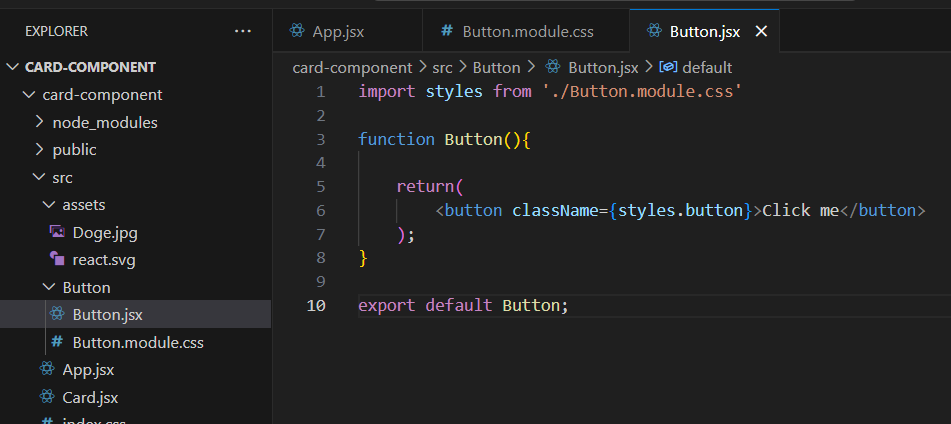 EXPLORER ···
CARD-COMPONENT
card-component
node_modules
public
src
assets
Doge.jpg
react.svg
Button
Button.jsx
# Button.module.css
App.jsx
Card.jsx
# index.css
App.jsx # Button.module.css Button.jsx ×
card-component > src > Button > Button.jsx > default
1 import styles from './Button.module.css'
2
3 function Button(){
4
5 return(
6 <button className={styles.button}>Click me</button>
7 );
8 }
9
10 export default Button;